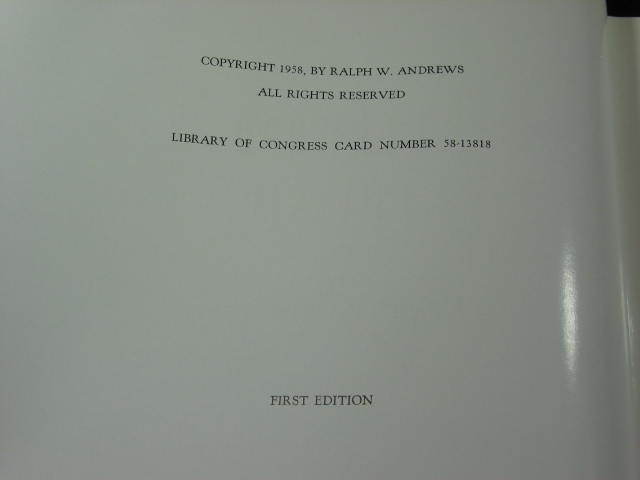 COPYRIGHT 1958, BY RALPH W. ANDREWS
ALL RIGHTS RESERVED
LIBRARY OF CONGRESS CARD NUMBER 58-13818
FIRST EDITION